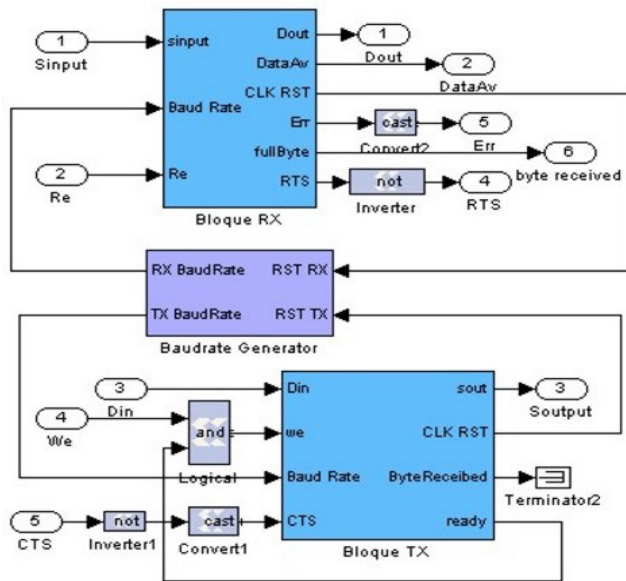 1
Sinput
2
Re
sinput
Baud Rate
Re
Dout
DataAv
CLK RST
Err
fullByte
RTS
Bloque RX
1
Dout
2
DataAv
cast
Convert2
5
Err
6
byte received
not
Inverter
4
RTS
RX BaudRate
TX BaudRate
RST RX
RST TX
Baudrate Generator
3
Din
4
We
and
Logical
5
CTS
not
Inverter1
cast
Convert1
Din
we
Baud Rate
CTS
sout
CLK RST
ByteReceibed
ready
Bloque TX
3
Soutput
Terminator2